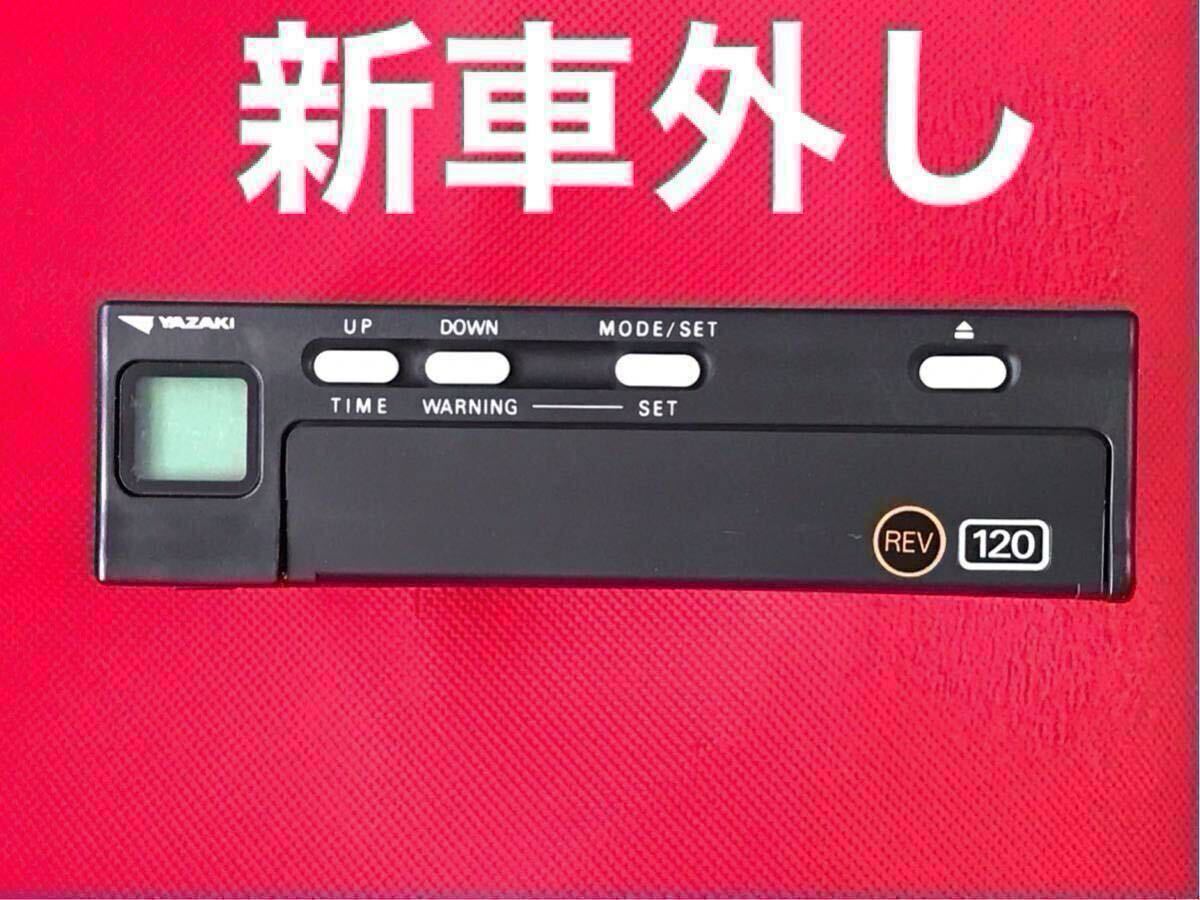 新車外し
YAZAKI
UP DOWN MODE/SET
TIME WARNING SET
REV 120